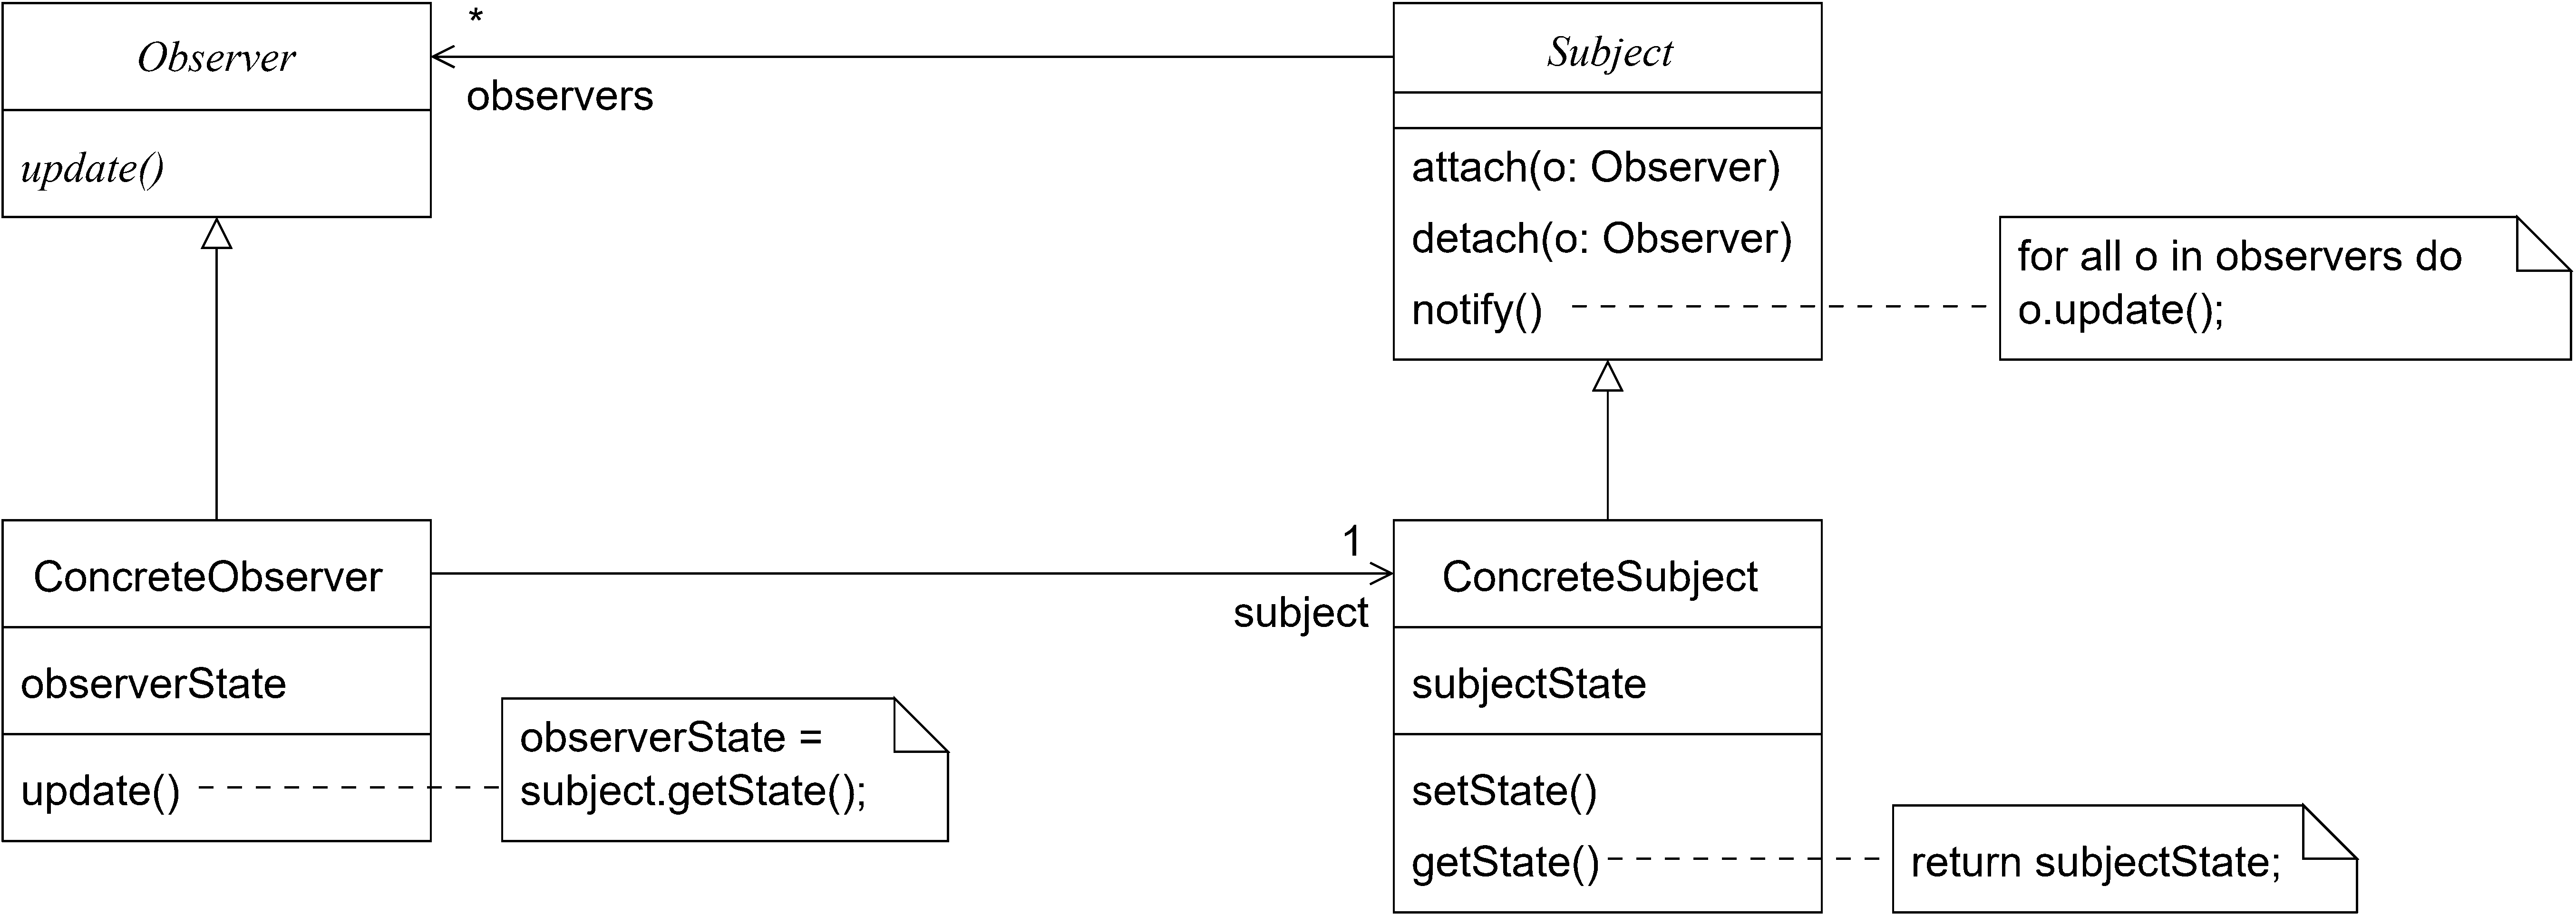 Observer
update()
*
observers
Subject
attach(o: Observer)
detach(o: Observer)
notify()
for all o in observers do
o.update();
ConcreteObserver
observerState
update()
observerState =
subject.getState();
1
subject
ConcreteSubject
subjectState
setState()
getState()
return subjectState;